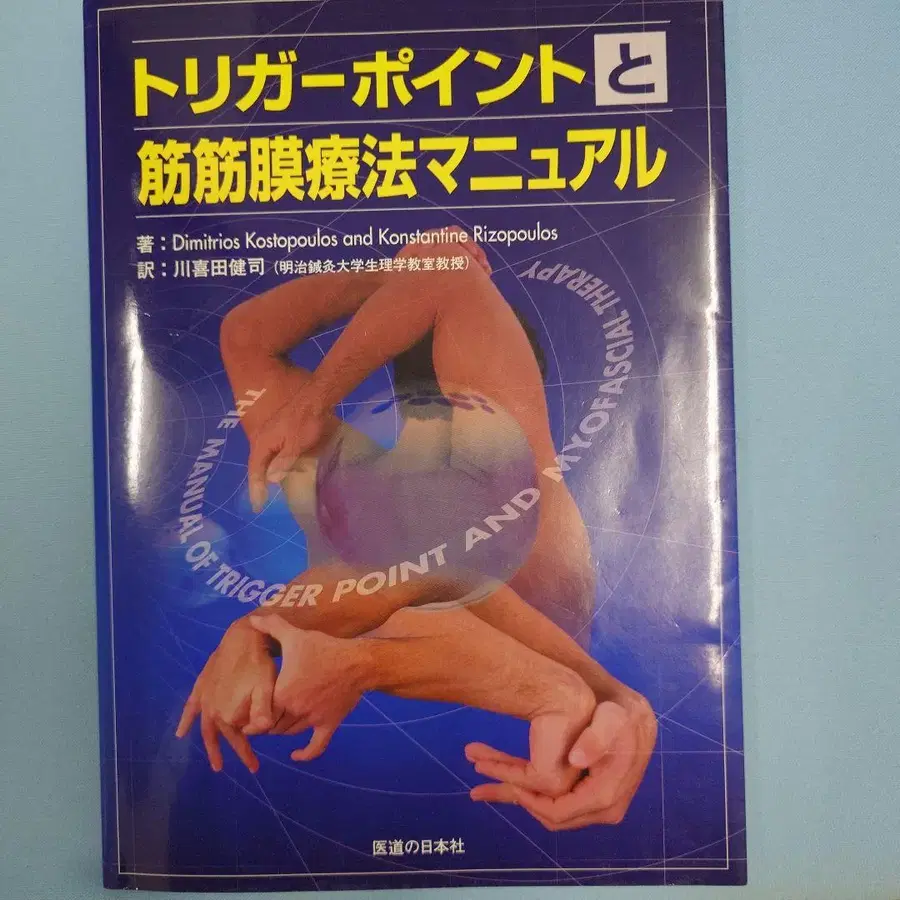 トリガーポイントと
筋筋膜療法マニュアル
著：Dimitrios Kostopoulos and Konstantine Rizopoulos
訳：川喜田健司（明治鍼灸大学生理学教室教授）
THE MANUAL OF TRIGGER POINT AND MYOFASCIAL THERAPY
医道の日本社